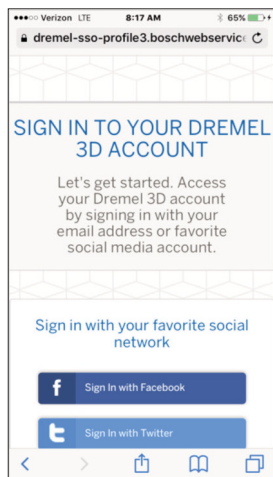 Verizon LTE 8:17 AM 65%
dremel-sso-profile3.boschwebservic
SIGN IN TO YOUR DREMEL
3D ACCOUNT
Let's get started. Access
your Dremel 3D account
by signing in with your
email address or favorite
social media account.
Sign in with your favorite social
network
f Sign In with Facebook
Sign In with Twitter